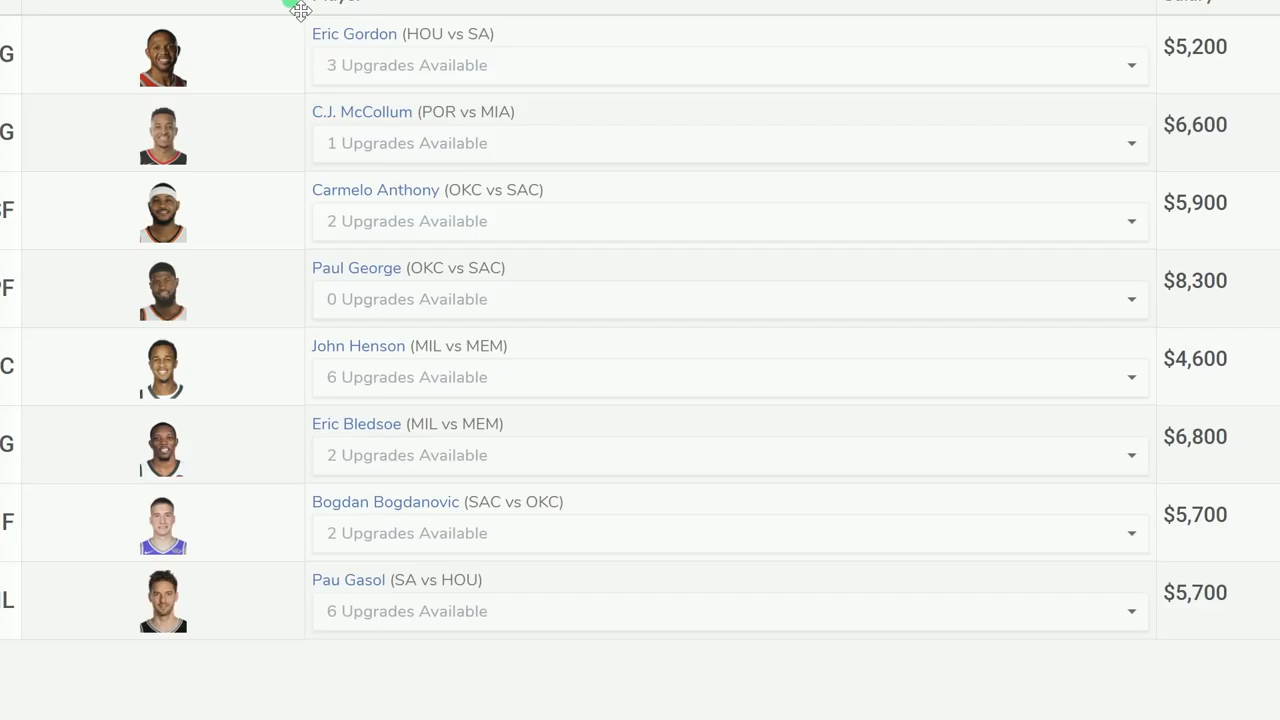 G
Eric Gordon (HOU vs SA)
$5,200
3 Upgrades Available
G
C.J. McCollum (POR vs MIA)
$6,600
1 Upgrades Available
F
Carmelo Anthony (OKC vs SAC)
$5,900
2 Upgrades Available
F
Paul George (OKC vs SAC)
$8,300
0 Upgrades Available
C
John Henson (MIL vs MEM)
$4,600
6 Upgrades Available
G
Eric Bledsoe (MIL vs MEM)
$6,800
2 Upgrades Available
F
Bogdan Bogdanovic (SAC vs OKC)
$5,700
2 Upgrades Available
IL
Pau Gasol (SA vs HOU)
$5,700
6 Upgrades Available